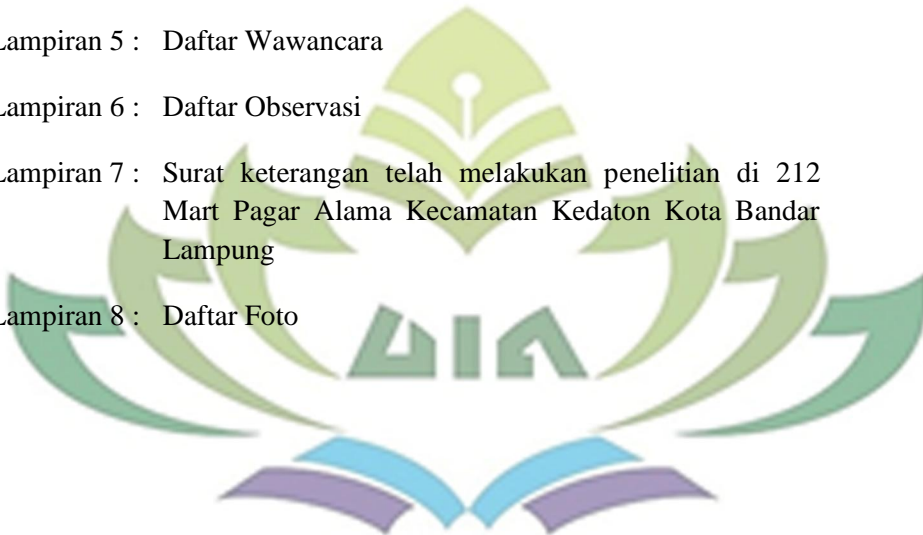 Lampiran 5 : Daftar Wawancara
Lampiran 6 : Daftar Observasi
Lampiran 7 : Surat keterangan telah melakukan penelitian di 212
Mart Pagar Alama Kecamatan Kedaton Kota Bandar
Lampung
Lampiran 8 : Daftar Foto
UIN